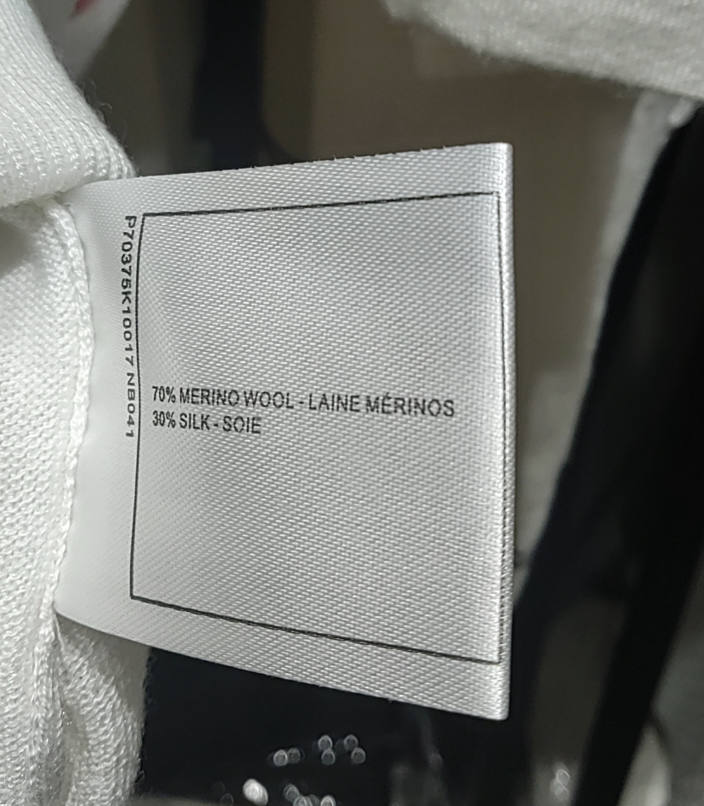 P70375K10017 NB041
70% MERINO WOOL - LAINE MÉRINOS
30% SILK - SOIE